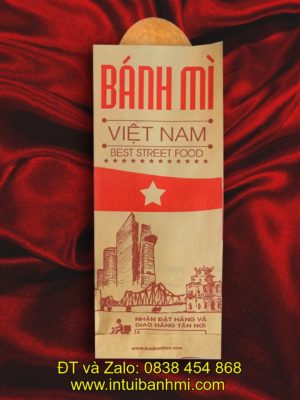 BÁNH MÌ
VIỆT NAM
BEST STREET FOOD
NHẬN ĐẶT HÀNG VÀ
GIAO HÀNG TẬN NƠI
ĐT và Zalo: 0838 454 868
www.intuibanhmi.com